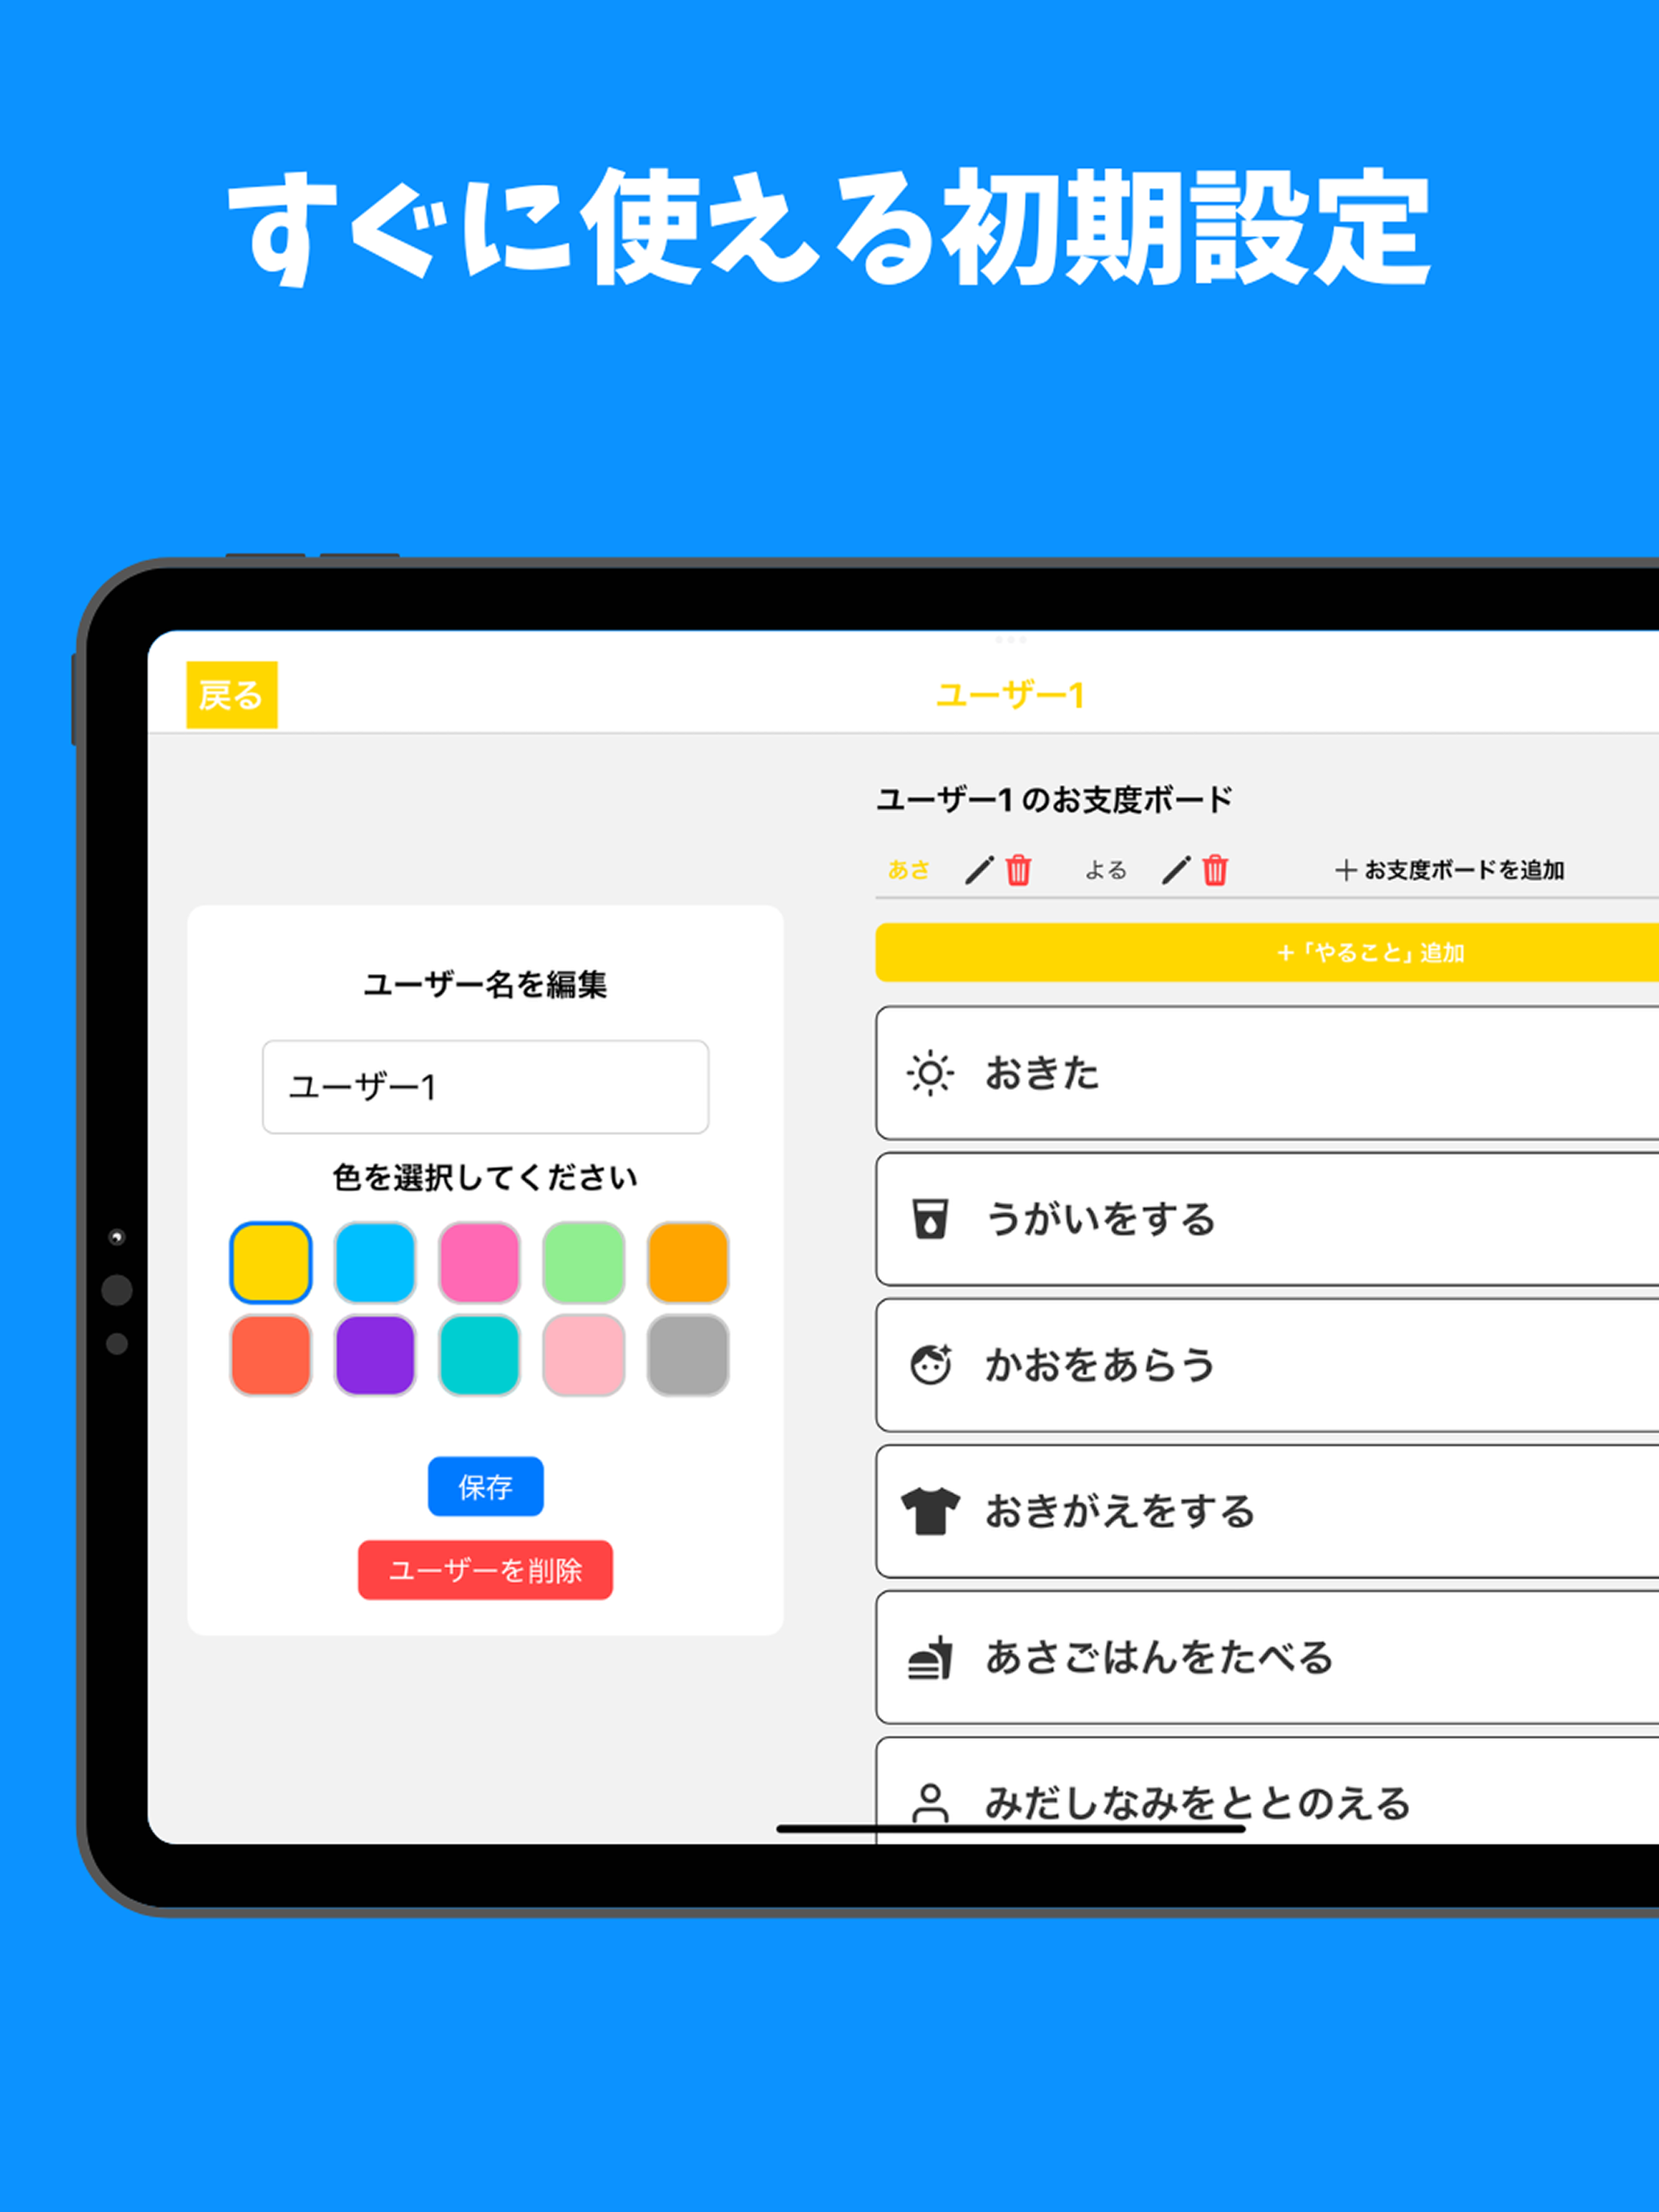 すぐに使える初期設定
戻る
ユーザー1
ユーザー1 のお支度ボード
あさ
よる
＋お支度ボードを追加
＋「やること」追加
ユーザー名を編集
ユーザー1
色を選択してください
保存
ユーザーを削除
おきた
うがいをする
かおをあらう
おきがえをする
あさごはんをたべる
みだしなみをととのえる